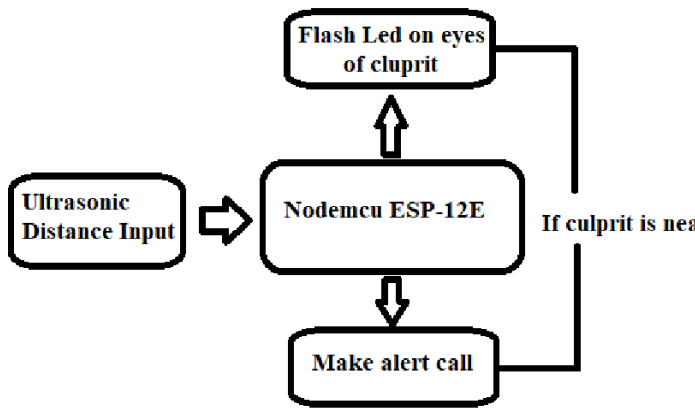 Flash Led on eyes
of cluprit
Ultrasonic
Distance Input
Nodemcu ESP-12E
If culprit is nea
Make alert call